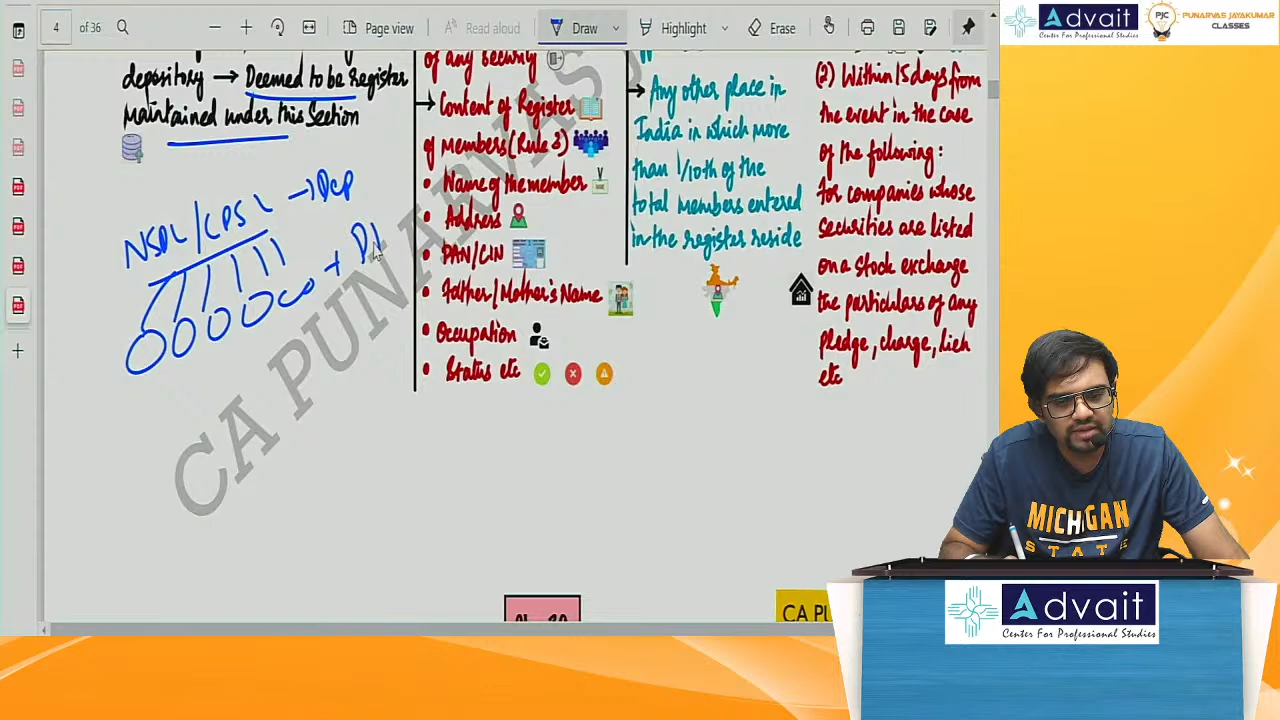 4 of 36 Page view Read aloud Draw Highlight Erase
Advait
Center For Professional Studies
PJC
PUNARVAS JAYAKUMAR
CLASSES
depository → Deemed to be Register
maintained under this Section
NSDL/CDSL → Dep
+
of any security
→ Content of Register
of members (Rule 3)
• Name of the member
• Address
• PAN/CIN
• Father/Mother's Name
• Occupation
• Status etc
→ Any other place in
India in which more
than 1/10th of the
total members entered
in the register reside
(2) Within 15 days from
the event in the case
of the following:
For companies whose
securities are listed
on a stock exchange
the particulars of any
pledge, charge, lien
etc
CA PUNARVAS J
CA PU
MICHIGAN
STATE
Advait
Center For Professional Studies